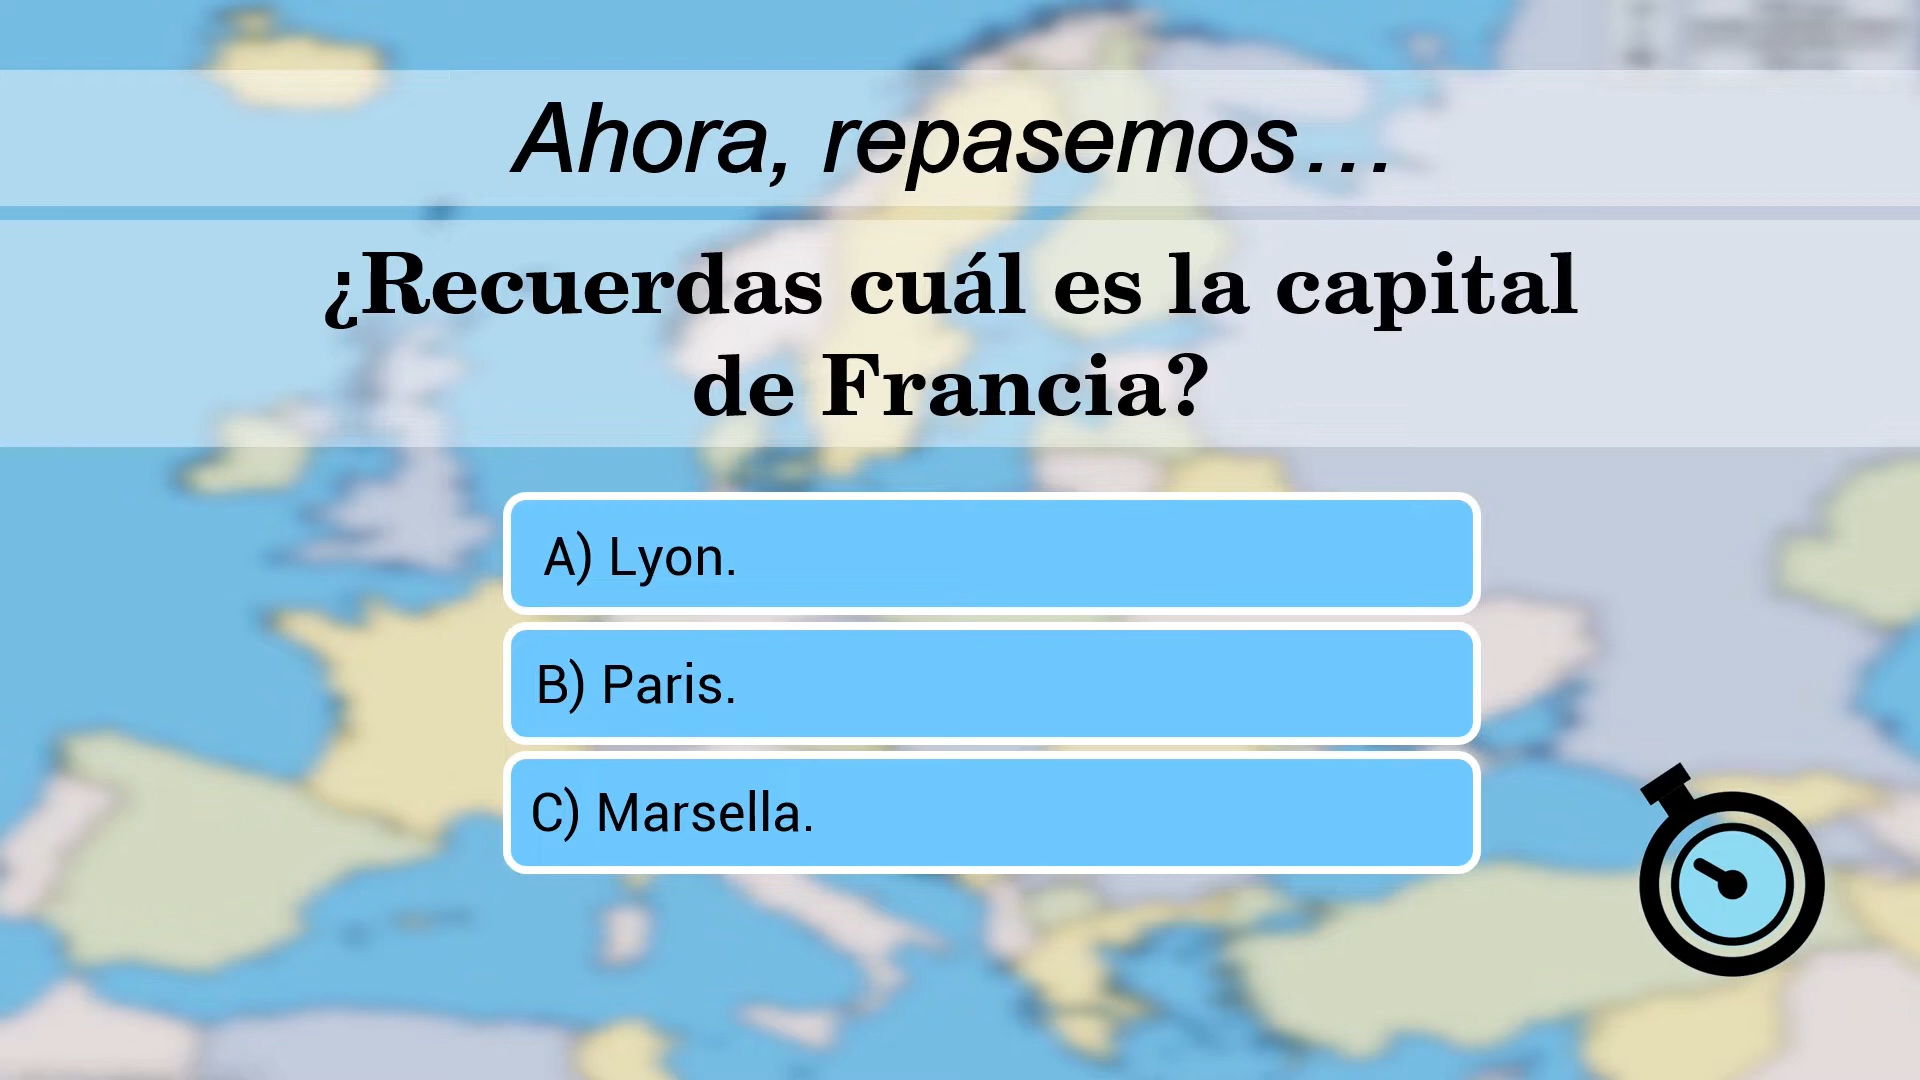 Ahora, repasemos…
¿Recuerdas cuál es la capital
de Francia?
A) Lyon.
B) Paris.
C) Marsella.